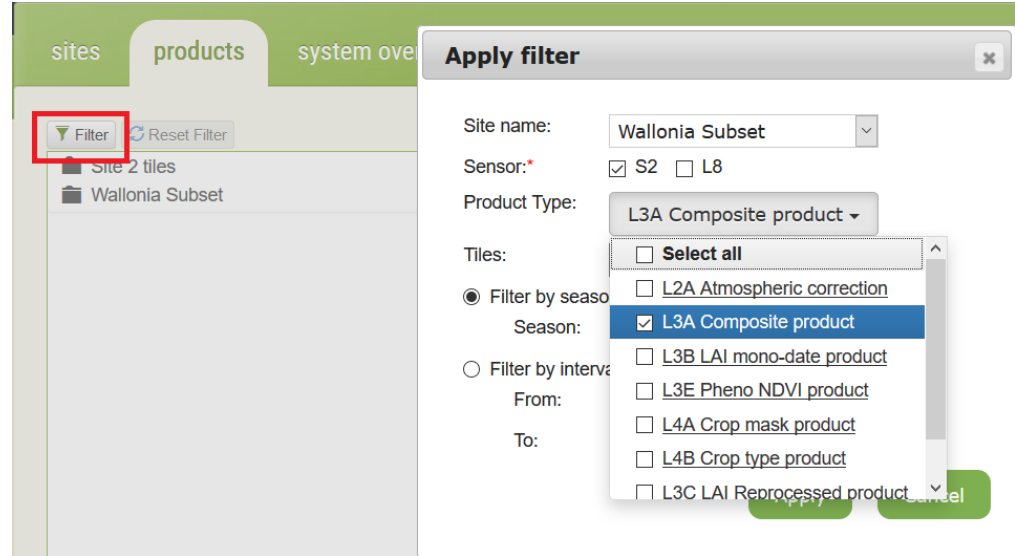 sites
products
system over
Filter
Reset Filter
Site 2 tiles
Wallonia Subset
Apply filter
Site name:
Wallonia Subset
Sensor:*
S2
L8
Product Type:
L3A Composite product
Tiles:
Select all
L2A Atmospheric correction
L3A Composite product
L3B LAI mono-date product
L3E Pheno NDVI product
L4A Crop mask product
L4B Crop type product
L3C LAI Reprocessed product
Filter by seaso
Season:
Filter by interva
From:
To:
Apply
cel